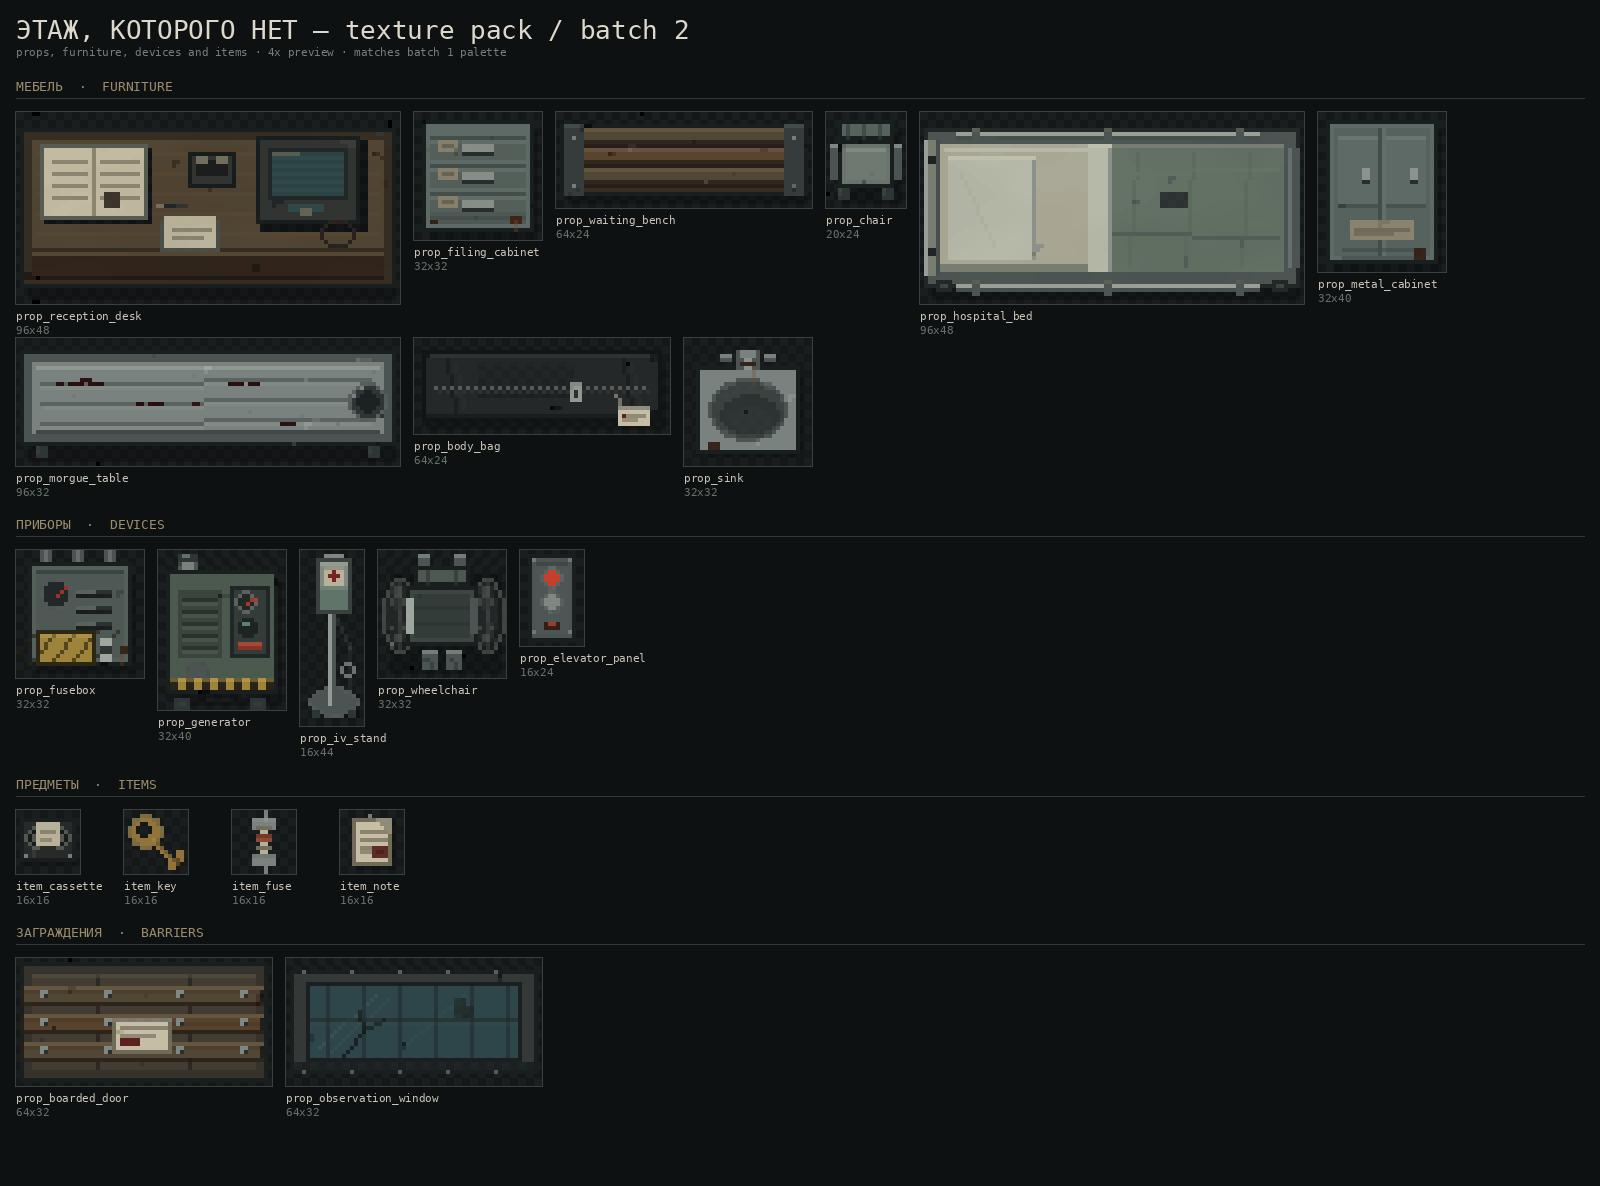 ЭТАЖ, КОТОРОГО НЕТ — texture pack / batch 2
props, furniture, devices and items · 4x preview · matches batch 1 palette
МЕБЕЛЬ · FURNITURE
prop_reception_desk
96x48
prop_filing_cabinet
32x32
prop_waiting_bench
64x24
prop_chair
20x24
prop_hospital_bed
96x48
prop_metal_cabinet
32x40
prop_morgue_table
96x32
prop_body_bag
64x24
prop_sink
32x32
ПРИБОРЫ · DEVICES
prop_fusebox
32x32
prop_generator
32x40
prop_iv_stand
16x44
prop_wheelchair
32x32
prop_elevator_panel
16x24
ПРЕДМЕТЫ · ITEMS
item_cassette
16x16
item_key
16x16
item_fuse
16x16
item_note
16x16
ЗАГРАЖДЕНИЯ · BARRIERS
prop_boarded_door
64x32
prop_observation_window
64x32